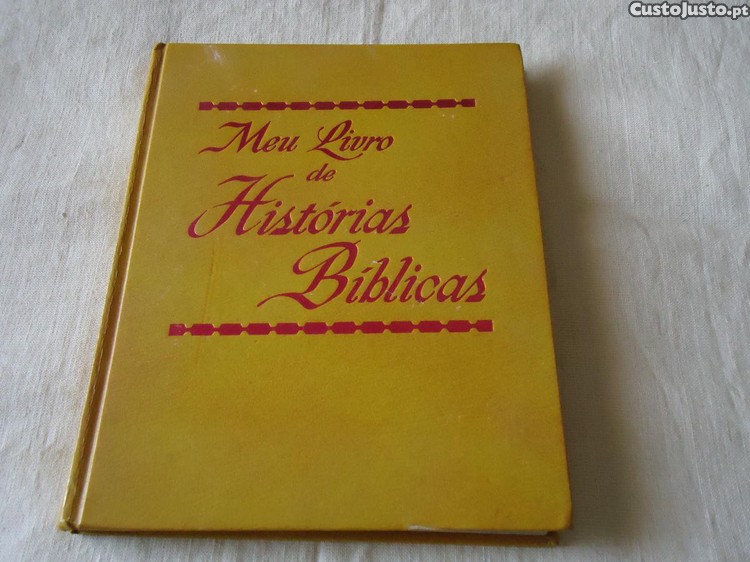 CustoJusto.pt
Meu Livro
de
Histórias
Bíblicas